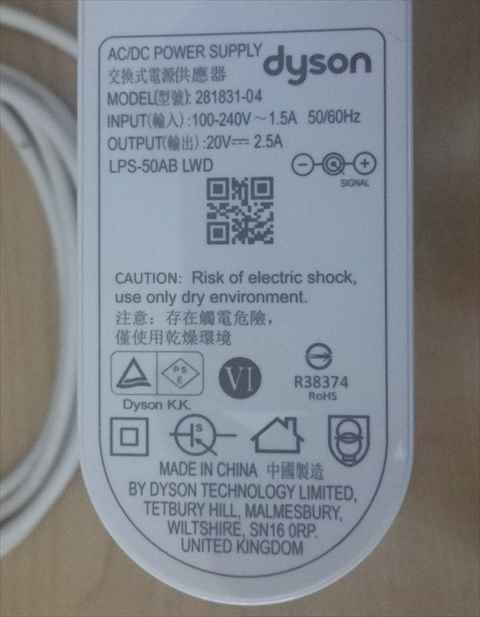 AC/DC POWER SUPPLY
dyson
交換式電源供應器
MODEL(型號): 281831-04
INPUT(輸入) :100-240V～1.5A 50/60Hz
OUTPUT(輸出) :20V⎓ 2.5A
LPS-50AB LWD
SIGNAL
CAUTION: Risk of electric shock,
use only dry environment.
注意: 存在觸電危險,
僅使用乾燥環境
PS
E
VI
R38374
RoHS
Dyson K.K.
S
MADE IN CHINA 中國製造
BY DYSON TECHNOLOGY LIMITED,
TETBURY HILL, MALMESBURY,
WILTSHIRE, SN16 0RP.
UNITED KINGDOM